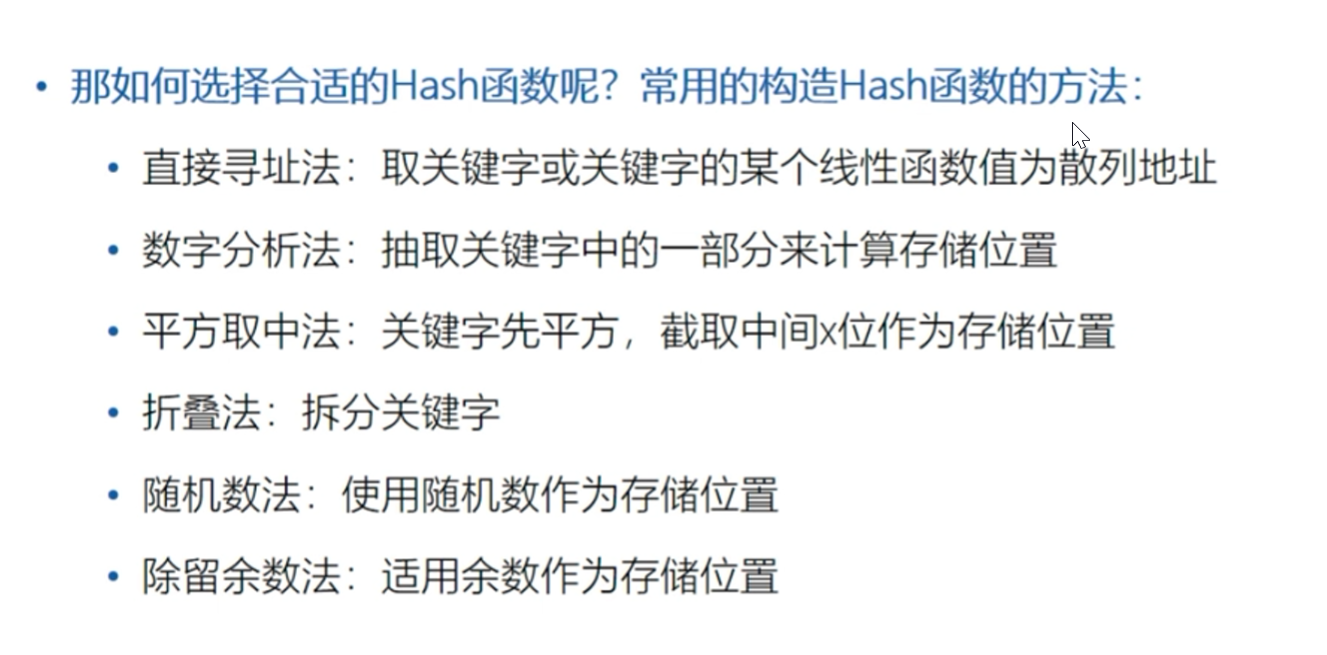 • 那如何选择合适的Hash函数呢？常用的构造Hash函数的方法：
• 直接寻址法：取关键字或关键字的某个线性函数值为散列地址
• 数字分析法：抽取关键字中的一部分来计算存储位置
• 平方取中法：关键字先平方，截取中间x位作为存储位置
• 折叠法：拆分关键字
• 随机数法：使用随机数作为存储位置
• 除留余数法：适用余数作为存储位置